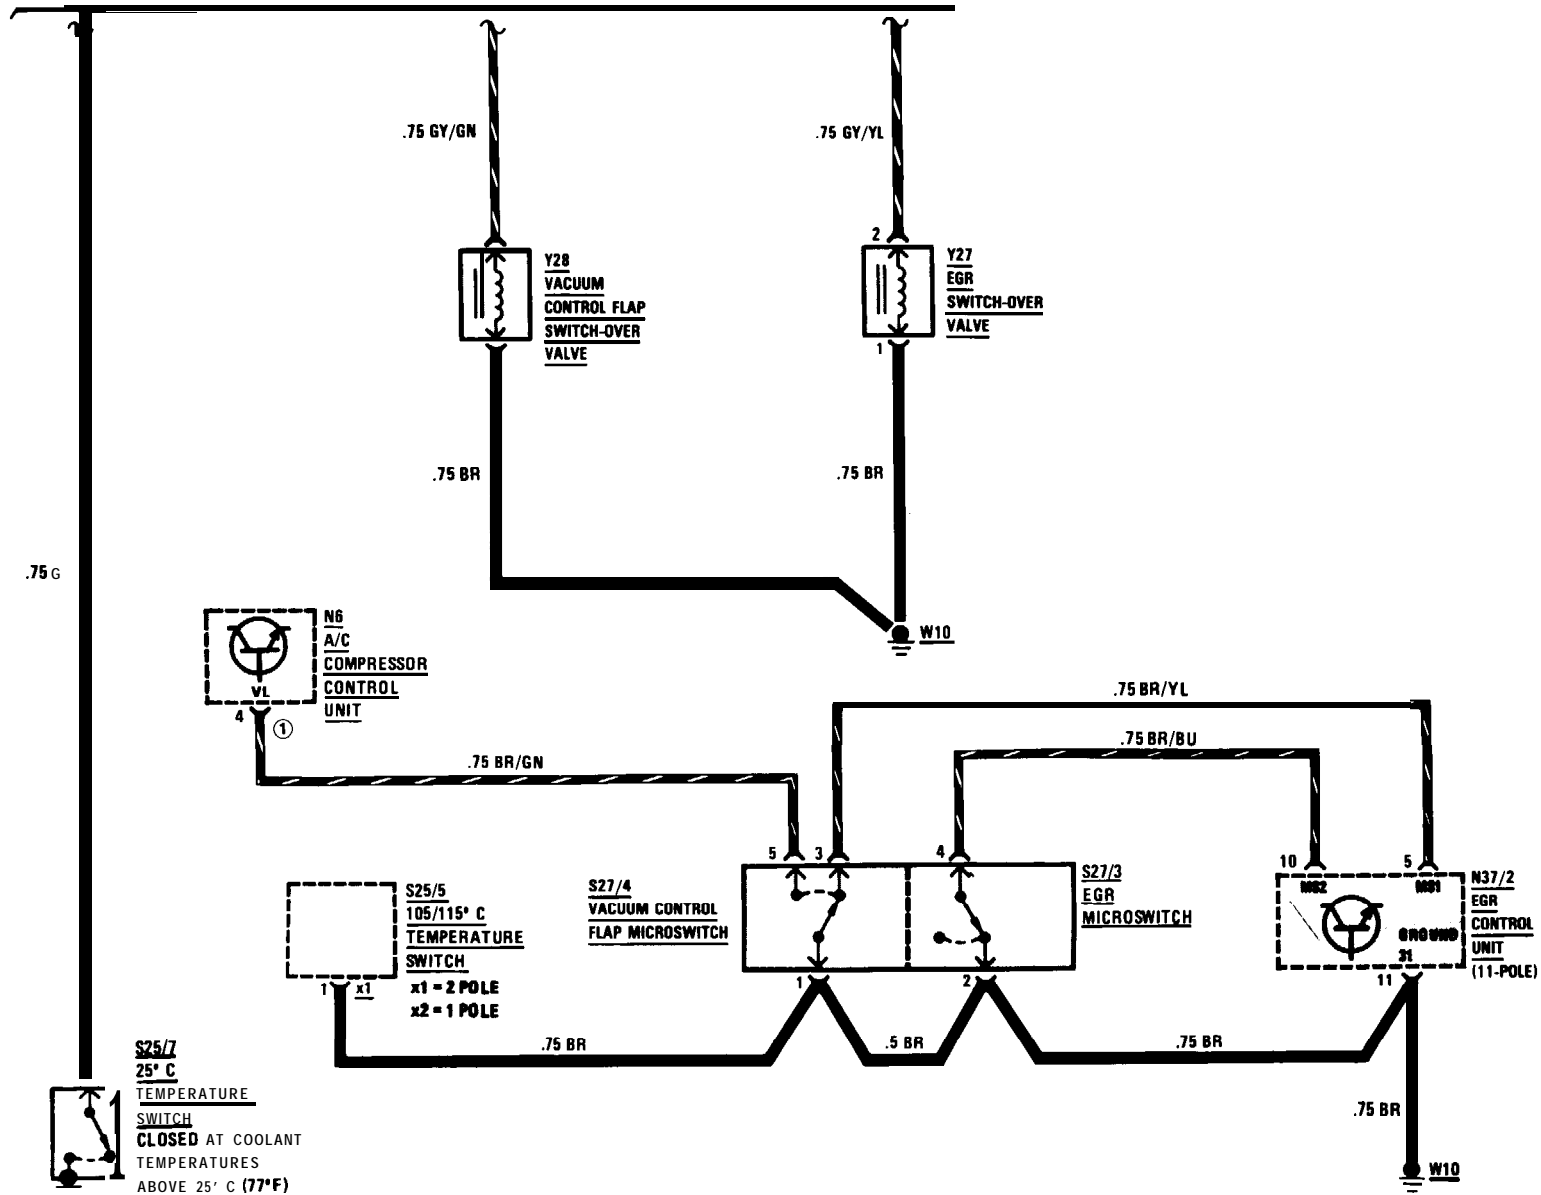 .75 GY/GN
.75 GY/YL
2
Y28
VACUUM
CONTROL FLAP
SWITCH-OVER
VALVE
Y27
EGR
SWITCH-OVER
VALVE
1
.75 BR
.75 BR
.75 G
N6
A/C
COMPRESSOR
CONTROL
UNIT
VL
4
1
W10
.75 BR/YL
.75 BR/BU
.75 BR/GN
5
3
4
10
5
S25/5
105/115° C
TEMPERATURE
SWITCH
x1 = 2 POLE
x2 = 1 POLE
1
x1
S27/4
VACUUM CONTROL
FLAP MICROSWITCH
S27/3
EGR
MICROSWITCH
MS2
MS1
GROUND
31
N37/2
EGR
CONTROL
UNIT
(11-POLE)
1
2
11
.75 BR
.5 BR
.75 BR
.75 BR
W10
S25/7
25° C
TEMPERATURE
SWITCH
CLOSED AT COOLANT
TEMPERATURES
ABOVE 25′ C (77°F)